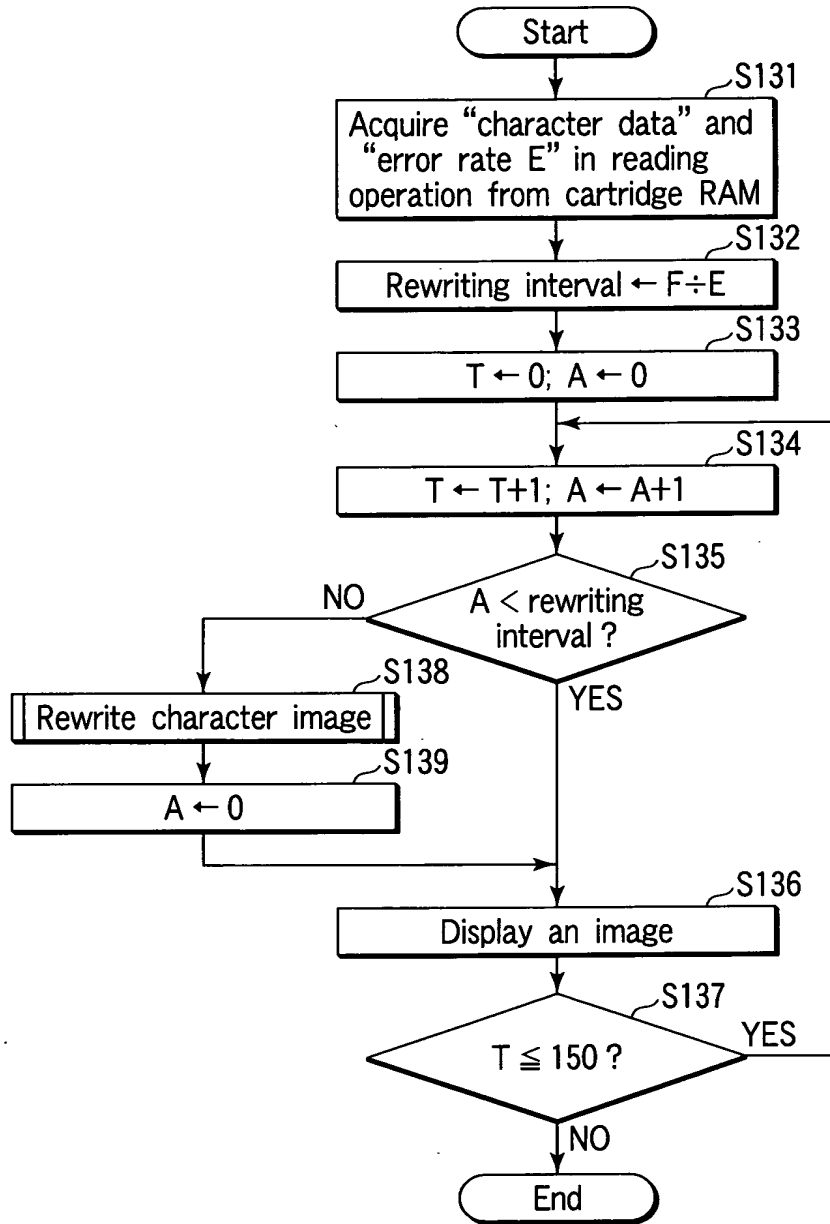 Start
S131
Acquire “character data” and
“error rate E” in reading
operation from cartridge RAM
S132
Rewriting interval ← F÷E
S133
T ← 0; A ← 0
S134
T ← T+1; A ← A+1
S135
A < rewriting
interval ?
NO
YES
S138
Rewrite character image
S139
A ← 0
S136
Display an image
S137
T ≦ 150 ?
YES
NO
End